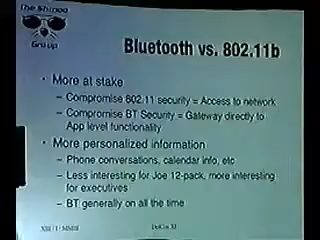 The Shmoo
Group
Bluetooth vs. 802.11b
• More at stake
– Compromise 802.11 security = Access to network
– Compromise BT Security = Gateway directly to
App level functionality
• More personalized information
– Phone conversations, calendar info, etc
– Less interesting for Joe 12-pack, more interesting
for executives
– BT generally on all the time
DefCon XI